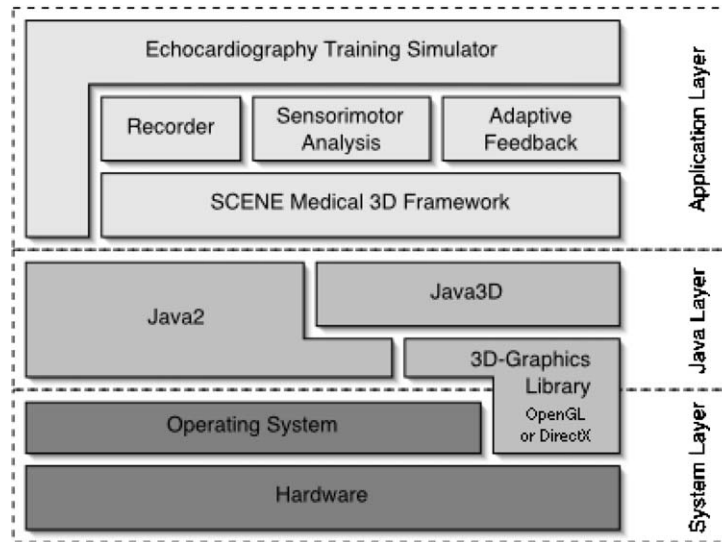 Echocardiography Training Simulator
Recorder
Sensorimotor
Analysis
Adaptive
Feedback
SCENE Medical 3D Framework
Application Layer
Java2
Java3D
3D-Graphics
Library
OpenGL
or DirectX
Java Layer
Operating System
Hardware
System Layer